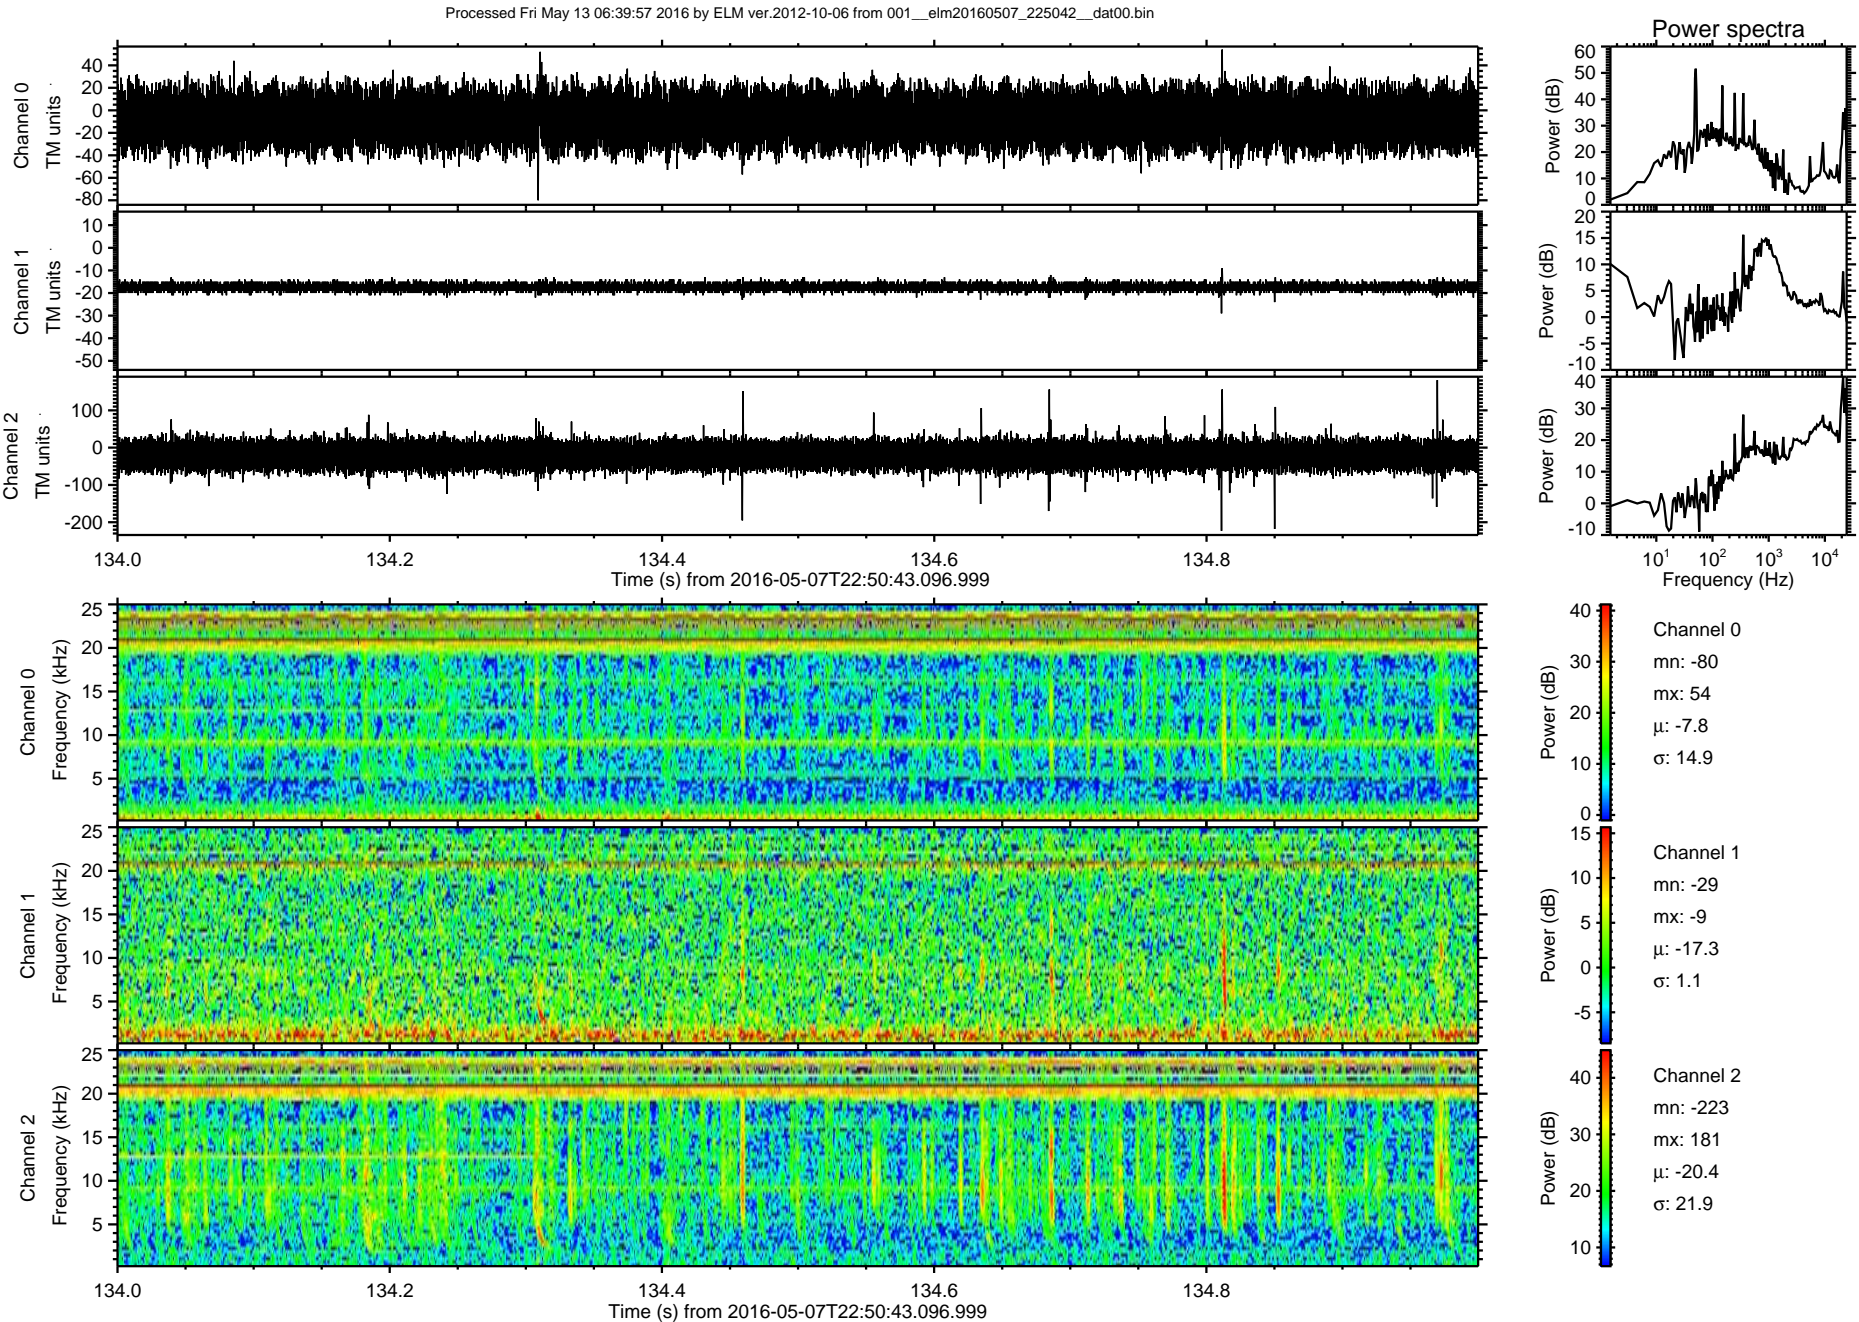 Processed Fri May 13 06:39:57 2016 by ELM ver.2012-10-06 from 001__elm20160507_225042__dat00.bin
Power spectra
Channel 0
TM units
40
20
0
-20
-40
-60
-80
Power (dB)
60
50
40
30
20
10
0
Channel 1
TM units
10
0
-10
-20
-30
-40
-50
Power (dB)
20
15
10
5
0
-5
-10
Channel 2
TM units
100
0
-100
-200
Power (dB)
40
30
20
10
0
-10
134.0 134.2 134.4 134.6 134.8
Time (s) from 2016-05-07T22:50:43.096.999
10¹ 10² 10³ 10⁴
Frequency (Hz)
Channel 0
Frequency (kHz)
25
20
15
10
5
Power (dB)
40
30
20
10
0
Channel 0
mn: -80
mx: 54
μ: -7.8
σ: 14.9
Channel 1
Frequency (kHz)
25
20
15
10
5
Power (dB)
15
10
5
0
-5
Channel 1
mn: -29
mx: -9
μ: -17.3
σ: 1.1
Channel 2
Frequency (kHz)
25
20
15
10
5
Power (dB)
40
30
20
10
Channel 2
mn: -223
mx: 181
μ: -20.4
σ: 21.9
134.0 134.2 134.4 134.6 134.8
Time (s) from 2016-05-07T22:50:43.096.999